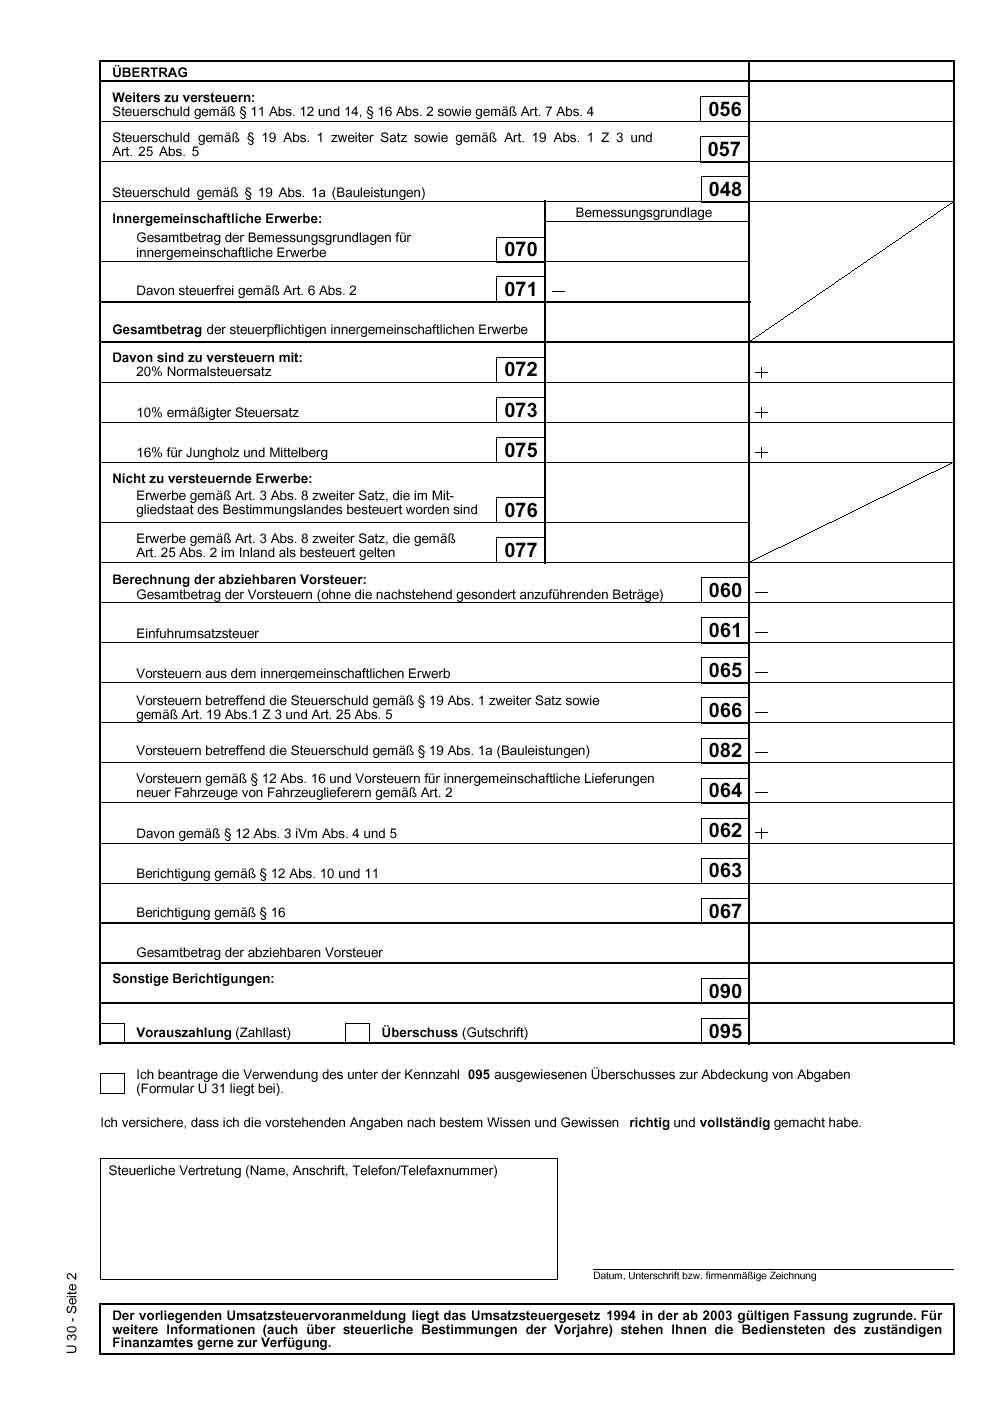 ÜBERTRAG
Weiters zu versteuern:
Steuerschuld gemäß § 11 Abs. 12 und 14, § 16 Abs. 2 sowie gemäß Art. 7 Abs. 4 056
Steuerschuld gemäß § 19 Abs. 1 zweiter Satz sowie gemäß Art. 19 Abs. 1 Z 3 und
Art. 25 Abs. 5 057
Steuerschuld gemäß § 19 Abs. 1a (Bauleistungen) 048
Bemessungsgrundlage
Innergemeinschaftliche Erwerbe:
Gesamtbetrag der Bemessungsgrundlagen für
innergemeinschaftliche Erwerbe 070
Davon steuerfrei gemäß Art. 6 Abs. 2 071 –
Gesamtbetrag der steuerpflichtigen innergemeinschaftlichen Erwerbe
Davon sind zu versteuern mit:
20% Normalsteuersatz 072 +
10% ermäßigter Steuersatz 073 +
16% für Jungholz und Mittelberg 075 +
Nicht zu versteuernde Erwerbe:
Erwerbe gemäß Art. 3 Abs. 8 zweiter Satz, die im Mit-
gliedstaat des Bestimmungslandes besteuert worden sind 076
Erwerbe gemäß Art. 3 Abs. 8 zweiter Satz, die gemäß
Art. 25 Abs. 2 im Inland als besteuert gelten 077
Berechnung der abziehbaren Vorsteuer:
Gesamtbetrag der Vorsteuern (ohne die nachstehend gesondert anzuführenden Beträge) 060 –
Einfuhrumsatzsteuer 061 –
Vorsteuern aus dem innergemeinschaftlichen Erwerb 065 –
Vorsteuern betreffend die Steuerschuld gemäß § 19 Abs. 1 zweiter Satz sowie
gemäß Art. 19 Abs.1 Z 3 und Art. 25 Abs. 5 066 –
Vorsteuern betreffend die Steuerschuld gemäß § 19 Abs. 1a (Bauleistungen) 082 –
Vorsteuern gemäß § 12 Abs. 16 und Vorsteuern für innergemeinschaftliche Lieferungen
neuer Fahrzeuge von Fahrzeuglieferern gemäß Art. 2 064 –
Davon gemäß § 12 Abs. 3 iVm Abs. 4 und 5 062 +
Berichtigung gemäß § 12 Abs. 10 und 11 063
Berichtigung gemäß § 16 067
Gesamtbetrag der abziehbaren Vorsteuer
Sonstige Berichtigungen: 090
Vorauszahlung (Zahllast) Überschuss (Gutschrift) 095
Ich beantrage die Verwendung des unter der Kennzahl 095 ausgewiesenen Überschusses zur Abdeckung von Abgaben
(Formular U 31 liegt bei).
Ich versichere, dass ich die vorstehenden Angaben nach bestem Wissen und Gewissen richtig und vollständig gemacht habe.
Steuerliche Vertretung (Name, Anschrift, Telefon/Telefaxnummer)
Datum, Unterschrift bzw. firmenmäßige Zeichnung
U 30 - Seite 2
Der vorliegenden Umsatzsteuervoranmeldung liegt das Umsatzsteuergesetz 1994 in der ab 2003 gültigen Fassung zugrunde. Für
weitere Informationen (auch über steuerliche Bestimmungen der Vorjahre) stehen Ihnen die Bediensteten des zuständigen
Finanzamtes gerne zur Verfügung.